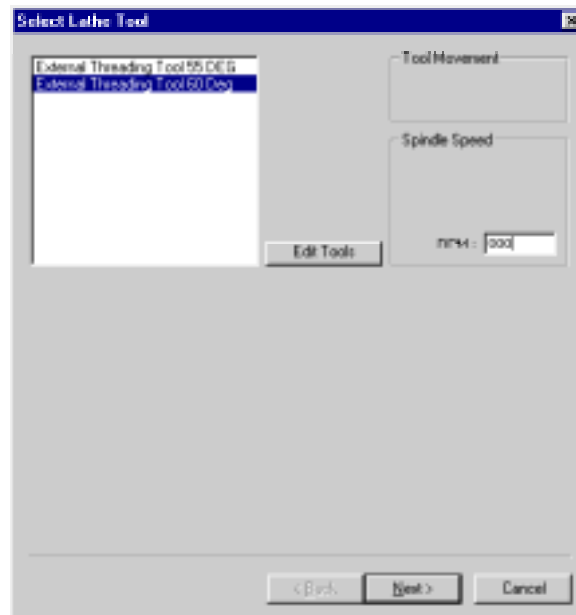 Select Lathe Tool
External Threading Tool 55 DEG
External Threading Tool 60 Deg
Tool Movement
Spindle Speed
RPM :
Edit Tools
< Back
Next >
Cancel